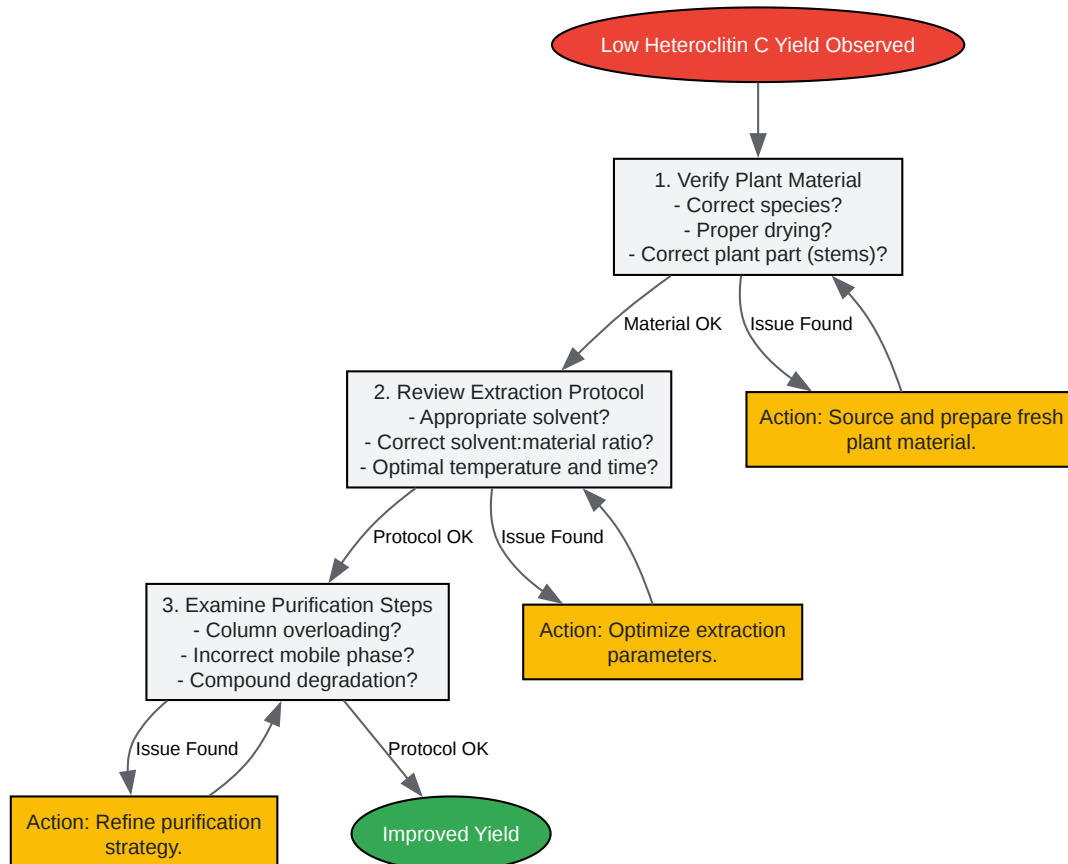 Low Heteroclitin C Yield Observed
1. Verify Plant Material
- Correct species?
- Proper drying?
- Correct plant part (stems)?
Material OK
Issue Found
Action: Source and prepare fresh
plant material.
2. Review Extraction Protocol
- Appropriate solvent?
- Correct solvent:material ratio?
- Optimal temperature and time?
Protocol OK
Issue Found
Action: Optimize extraction
parameters.
3. Examine Purification Steps
- Column overloading?
- Incorrect mobile phase?
- Compound degradation?
Issue Found
Protocol OK
Action: Refine purification
strategy.
Improved Yield